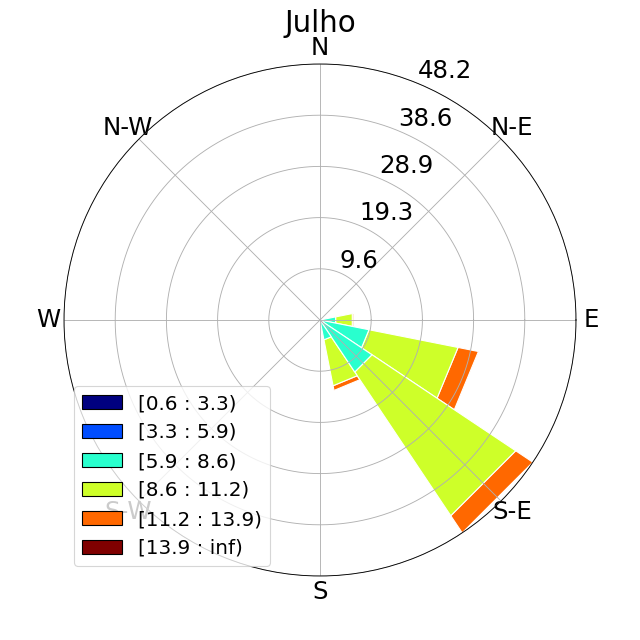 Julho
N
48.2
38.6
N-W
N-E
28.9
19.3
9.6
W
E
[0.6 : 3.3)
[3.3 : 5.9)
[5.9 : 8.6)
[8.6 : 11.2)
S-W
S-E
[11.2 : 13.9)
[13.9 : inf)
S